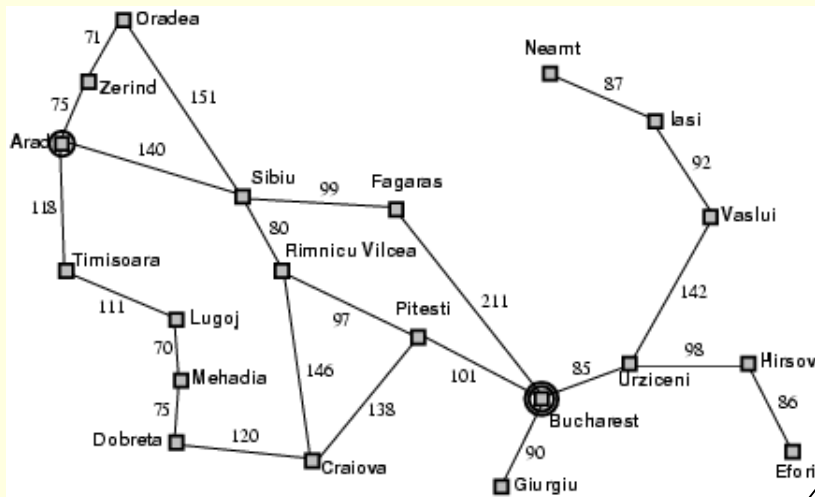 Oradea
71
Neamt
Zerind
87
75
151
Iasi
Arad
140
92
Sibiu
99
Fagaras
118
80
Vaslui
Timisoara
Rimnicu Vilcea
111
Lugoj
97
Pitesti
211
142
70
146
101
85
98
Hirsov
Mehadia
Urziceni
75
138
86
Bucharest
Dobreta
120
90
Craiova
Efori
Giurgiu